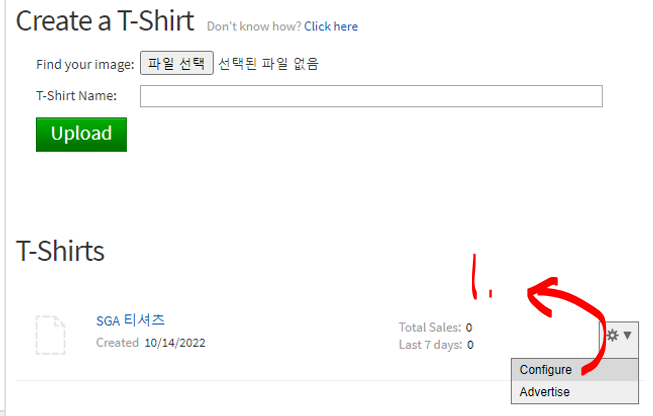 Create a T-Shirt Don't know how? Click here
Find your image: 파일 선택 선택된 파일 없음
T-Shirt Name:
Upload
T-Shirts
1.
SGA 티셔츠
Created 10/14/2022
Total Sales: 0
Last 7 days: 0
Configure
Advertise